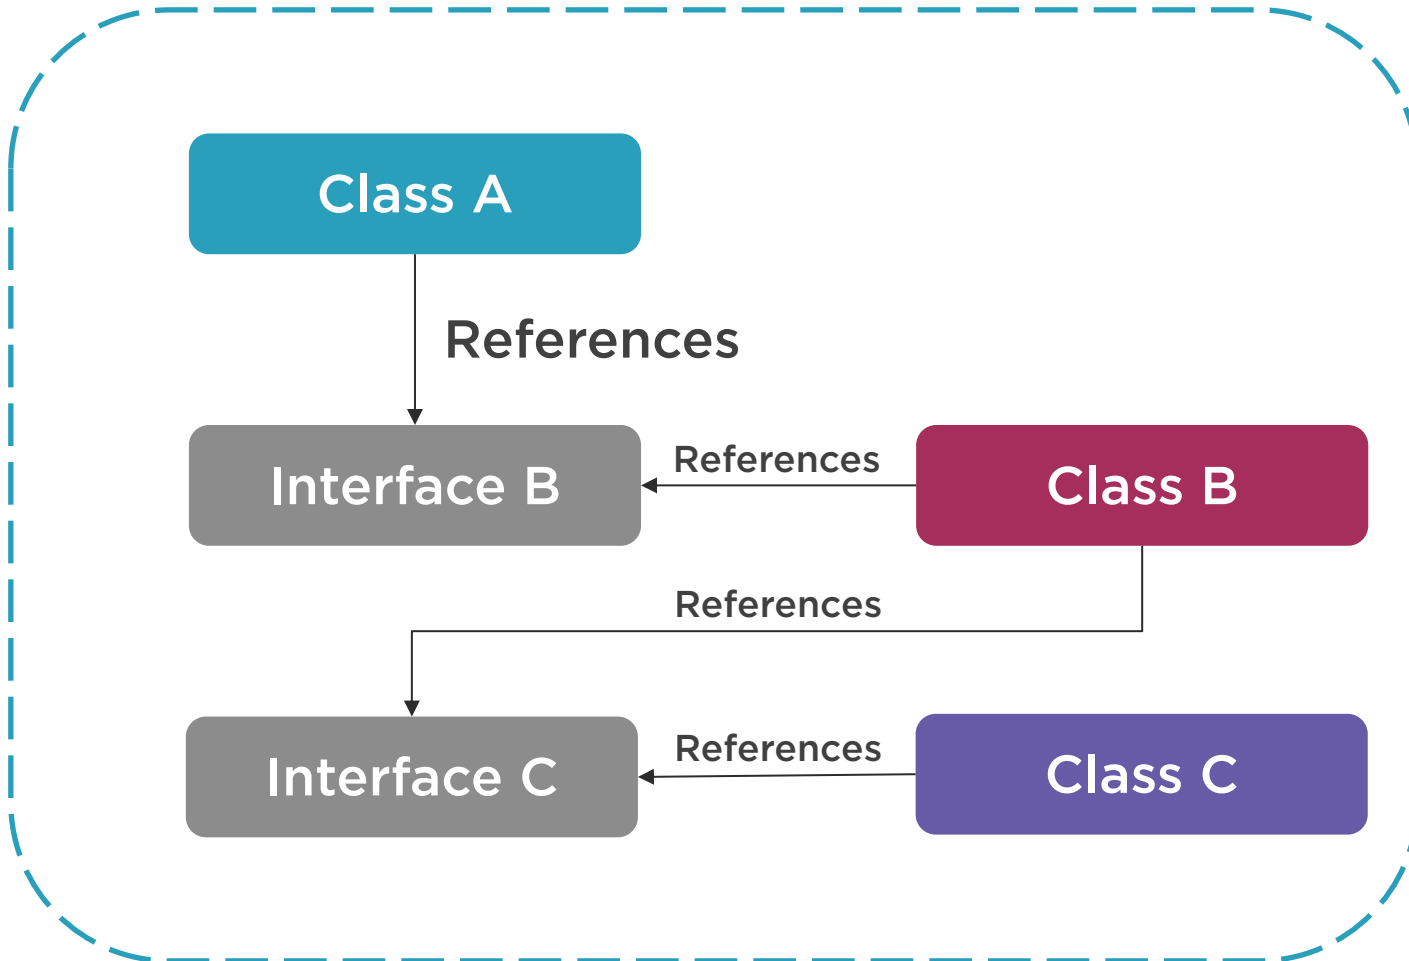 Class A
References
Interface B
References
Class B
References
Interface C
References
Class C